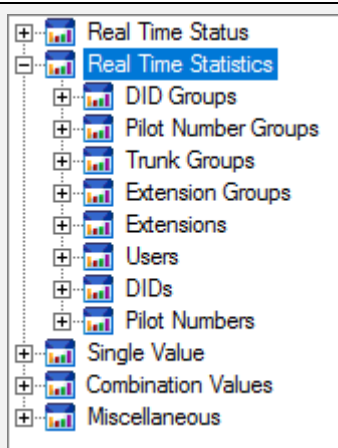 Real Time Status
Real Time Statistics
DID Groups
Pilot Number Groups
Trunk Groups
Extension Groups
Extensions
Users
DIDs
Pilot Numbers
Single Value
Combination Values
Miscellaneous